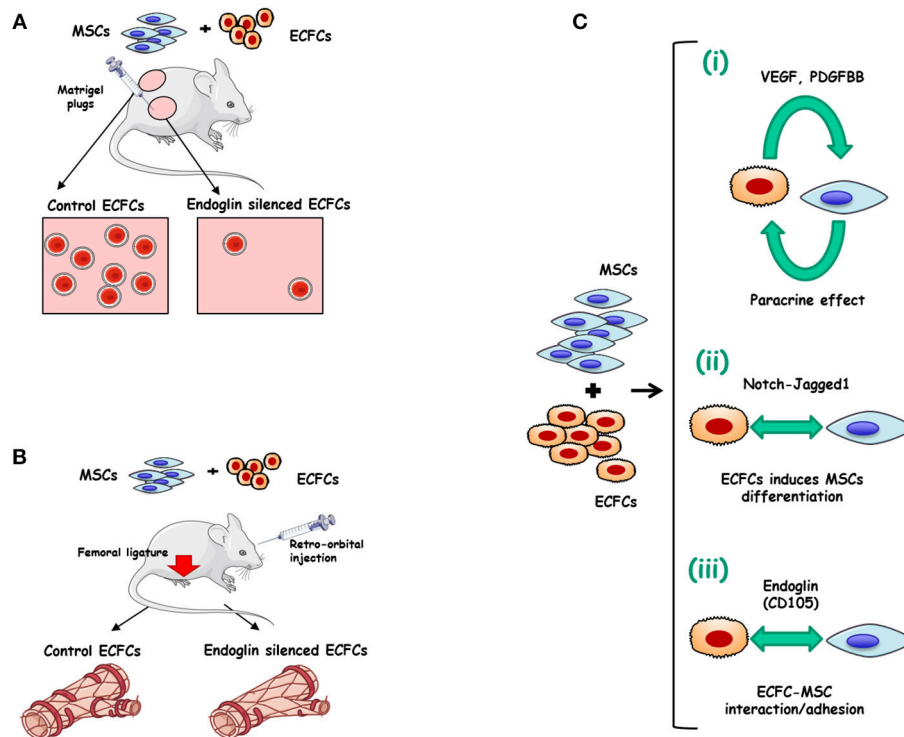 A
MSCs
+
ECFCs
Matrigel
plugs
Control ECFCs
Endoglin silenced ECFCs
B
MSCs
+
ECFCs
Femoral ligature
Retro-orbital
injection
Control ECFCs
Endoglin silenced ECFCs
C
MSCs
+
ECFCs
(i)
VEGF, PDGFBB
Paracrine effect
(ii)
Notch-Jagged1
ECFCs induces MSCs
differentiation
(iii)
Endoglin
(CD105)
ECFC-MSC
interaction/adhesion